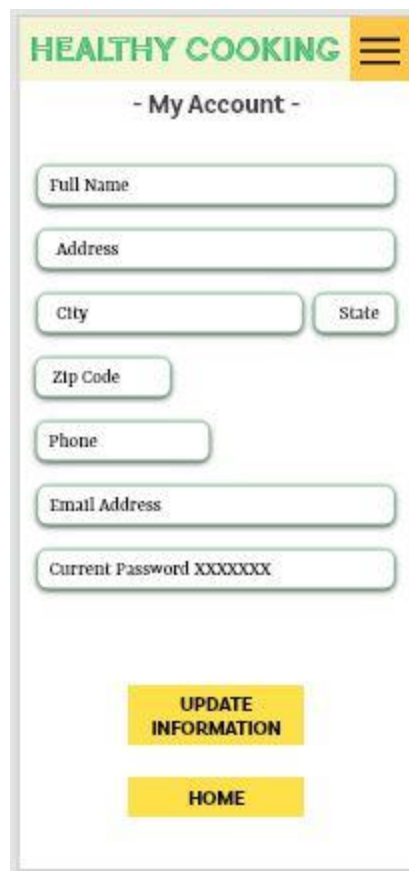 HEALTHY COOKING
- My Account -
Full Name
Address
City State
Zip Code
Phone
Email Address
Current Password XXXXXXX
UPDATE
INFORMATION
HOME